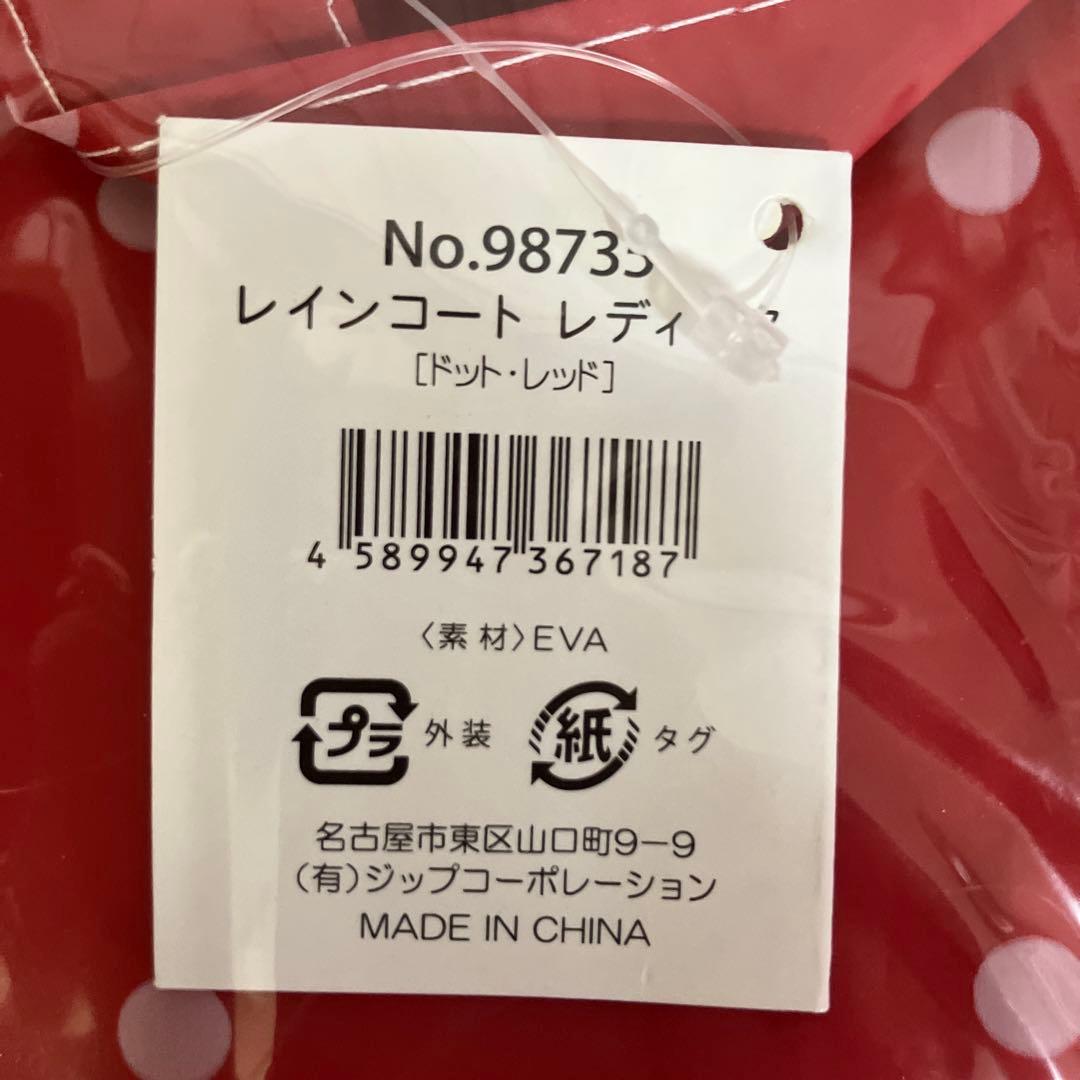 No.98735
レインコート レディ
[ドット・レッド]
4 589947 367187
〈素材〉EVA
プラ 外装 紙 タグ
名古屋市東区山口町9-9
(有)ジップコーポレーション
MADE IN CHINA